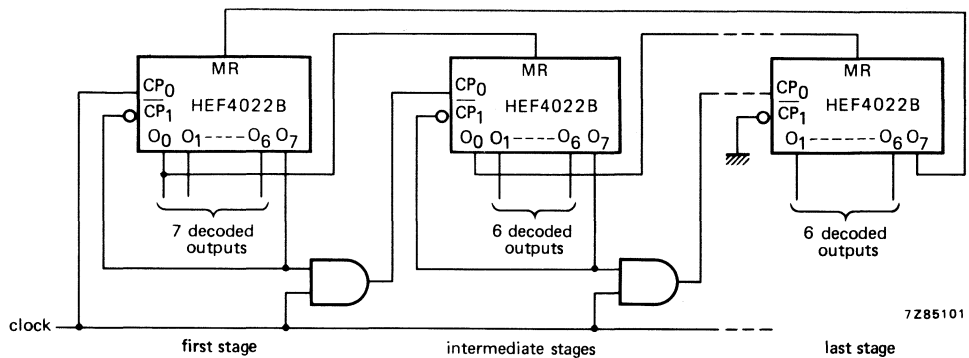 MR
CP0
CP1
HEF4022B
O0 O1 ----- O6 O7
7 decoded
outputs
MR
CP0
CP1
HEF4022B
O0 O1 ----- O6 O7
6 decoded
outputs
MR
CP0
CP1
HEF4022B
O1 ------- O6 O7
6 decoded
outputs
clock
7Z85101
first stage
intermediate stages
last stage